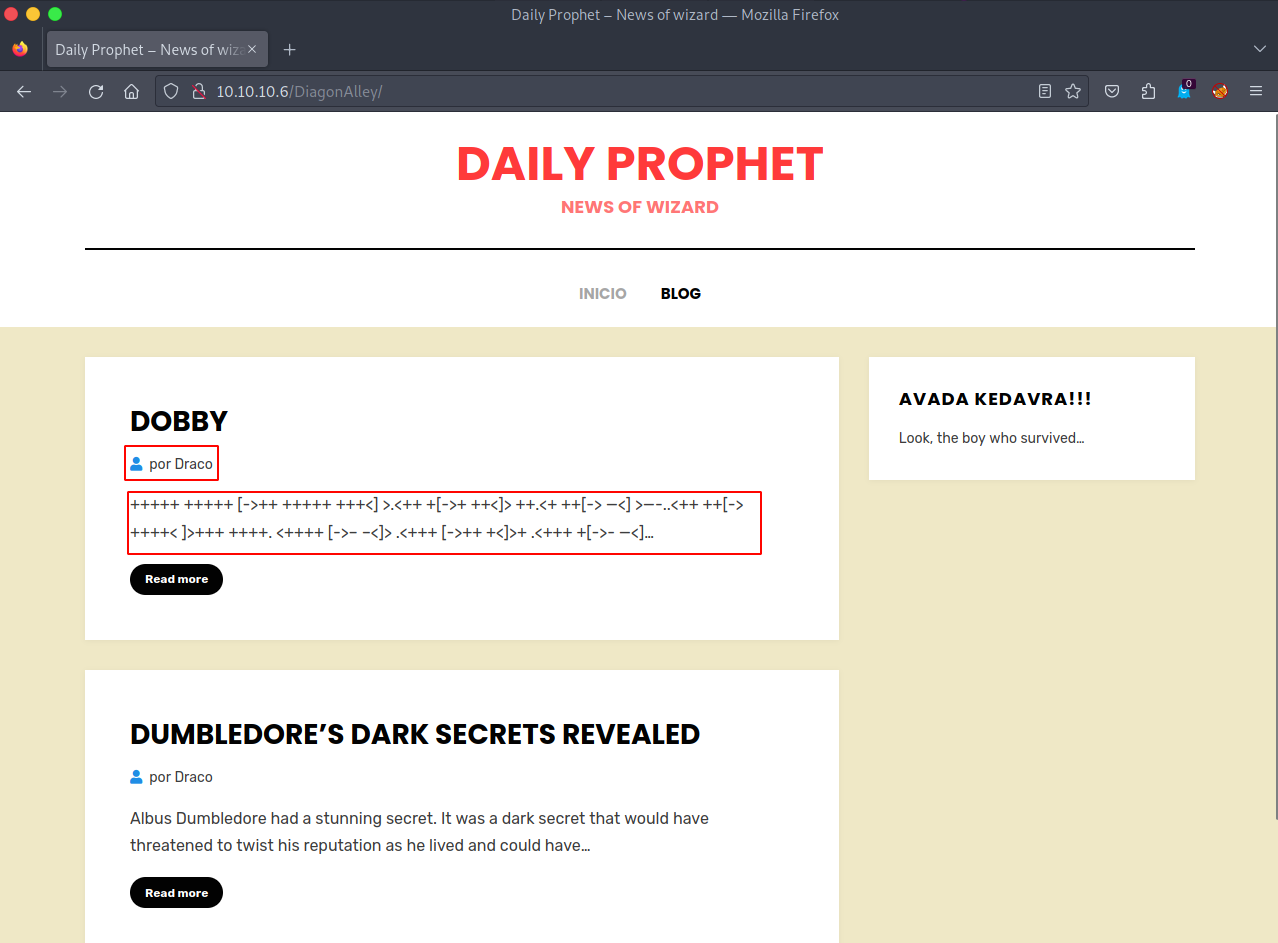 Daily Prophet – News of wizard — Mozilla Firefox
Daily Prophet – News of wiz
10.10.10.6/DiagonAlley/
0
DAILY PROPHET
NEWS OF WIZARD
INICIO BLOG
DOBBY
por Draco
+++++ +++++ [->++ +++++ +++<] >.<++ +[->+ ++<]> ++.<+ ++[-> —<] >—-..<++ ++[->
++++< ]>+++ ++++. <++++ [->-– -<]> .<+++ [->++ +<]>+ .<+++ +[->- —<]…
Read more
AVADA KEDAVRA!!!
Look, the boy who survived…
DUMBLEDORE’S DARK SECRETS REVEALED
por Draco
Albus Dumbledore had a stunning secret. It was a dark secret that would have
threatened to twist his reputation as he lived and could have…
Read more